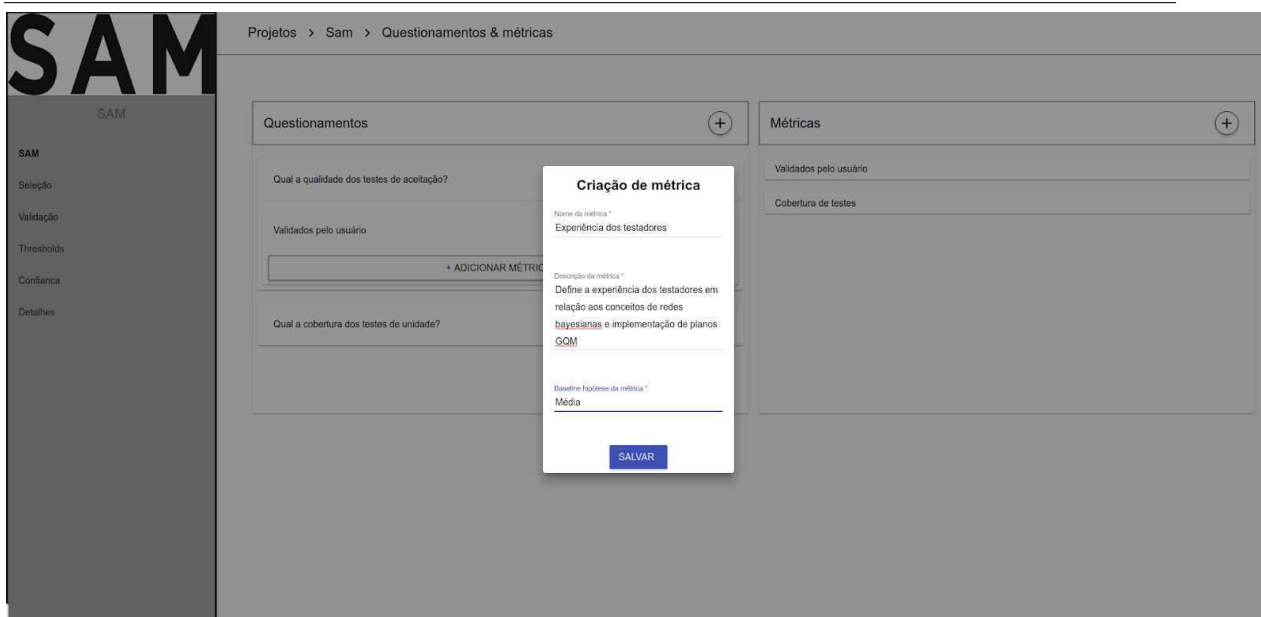 SAM
Projetos > Sam > Questionamentos & métricas
SAM
SAM
Seleção
Validação
Thresholds
Confianca
Detalhes
Questionamentos
+
Qual a qualidade dos testes de aceitação?
Validados pelo usuário
+ ADICIONAR MÉTRIC
Qual a cobertura dos testes de unidade?
Criação de métrica
Nome da métrica *
Experiência dos testadores
Descrição da métrica *
Define a experiência dos testadores em
relação aos conceitos de redes
bayesianas e implementação de planos
GQM
Baseline hipótese da métrica *
Média
SALVAR
Métricas
+
Validados pelo usuário
Cobertura de testes